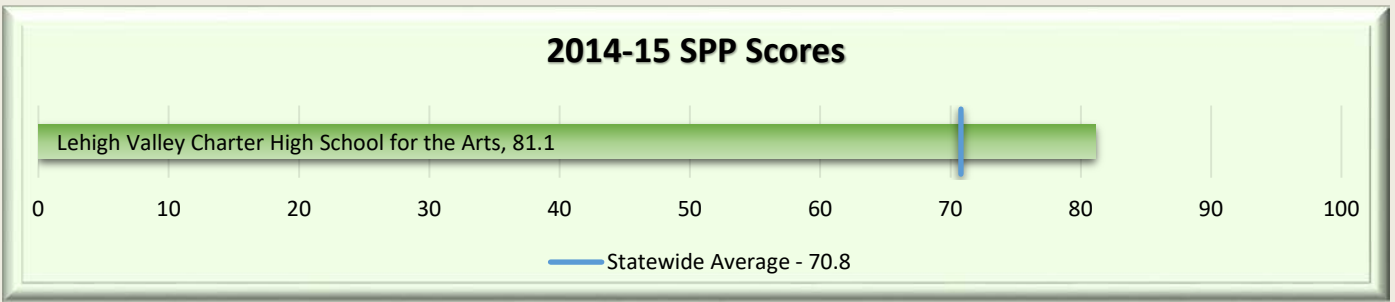 2014-15 SPP Scores
Lehigh Valley Charter High School for the Arts, 81.1
0 10 20 30 40 50 60 70 80 90 100
Statewide Average - 70.8